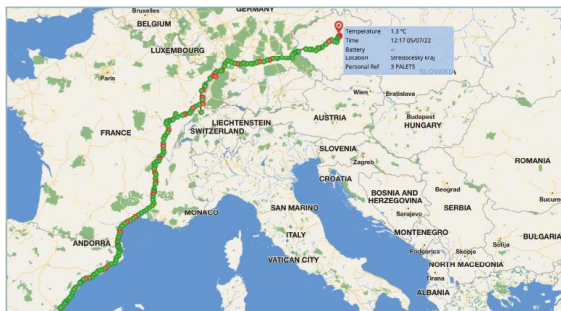 Bruxelles
GERMANY
BELGIUM
LUXEMBOURG
Paris
Temperature 1.3 °C
Time 12:17 05/07/22
Battery --
Location Stredocesky kraj
Personal Ref 3 PALETS
SLOVAKIA
Wien
Bratislava
LIECHTENSTEIN
SWITZERLAND
AUSTRIA
Budapest
HUNGARY
FRANCE
SLOVENIA
Zagreb
CROATIA
ROMANIA
BOSNIA AND
HERZEGOVINA
Beograd
SERBIA
Sarajevo
MONACO
SAN MARINO
MONTENEGRO
BULGARIA
ANDORRA
ITALY
Podgorica
Skopje
Sofija
VATICAN CITY
NORTH MACEDONIA
Tirana
ALBANIA